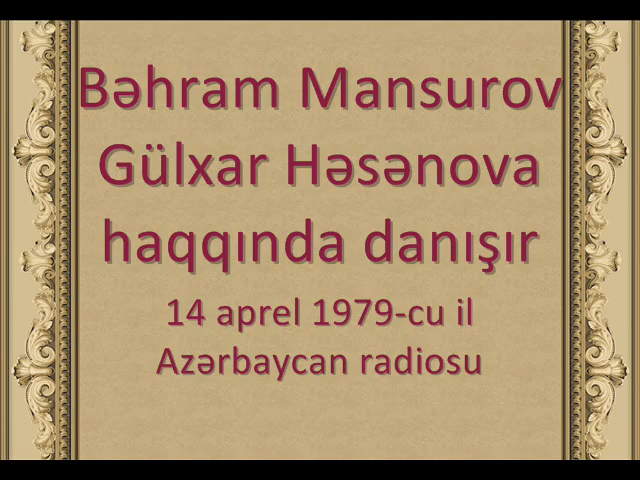 Bəhram Mansurov
Gülxar Həsənova
haqqında danışır
14 aprel 1979-cu il
Azərbaycan radiosu